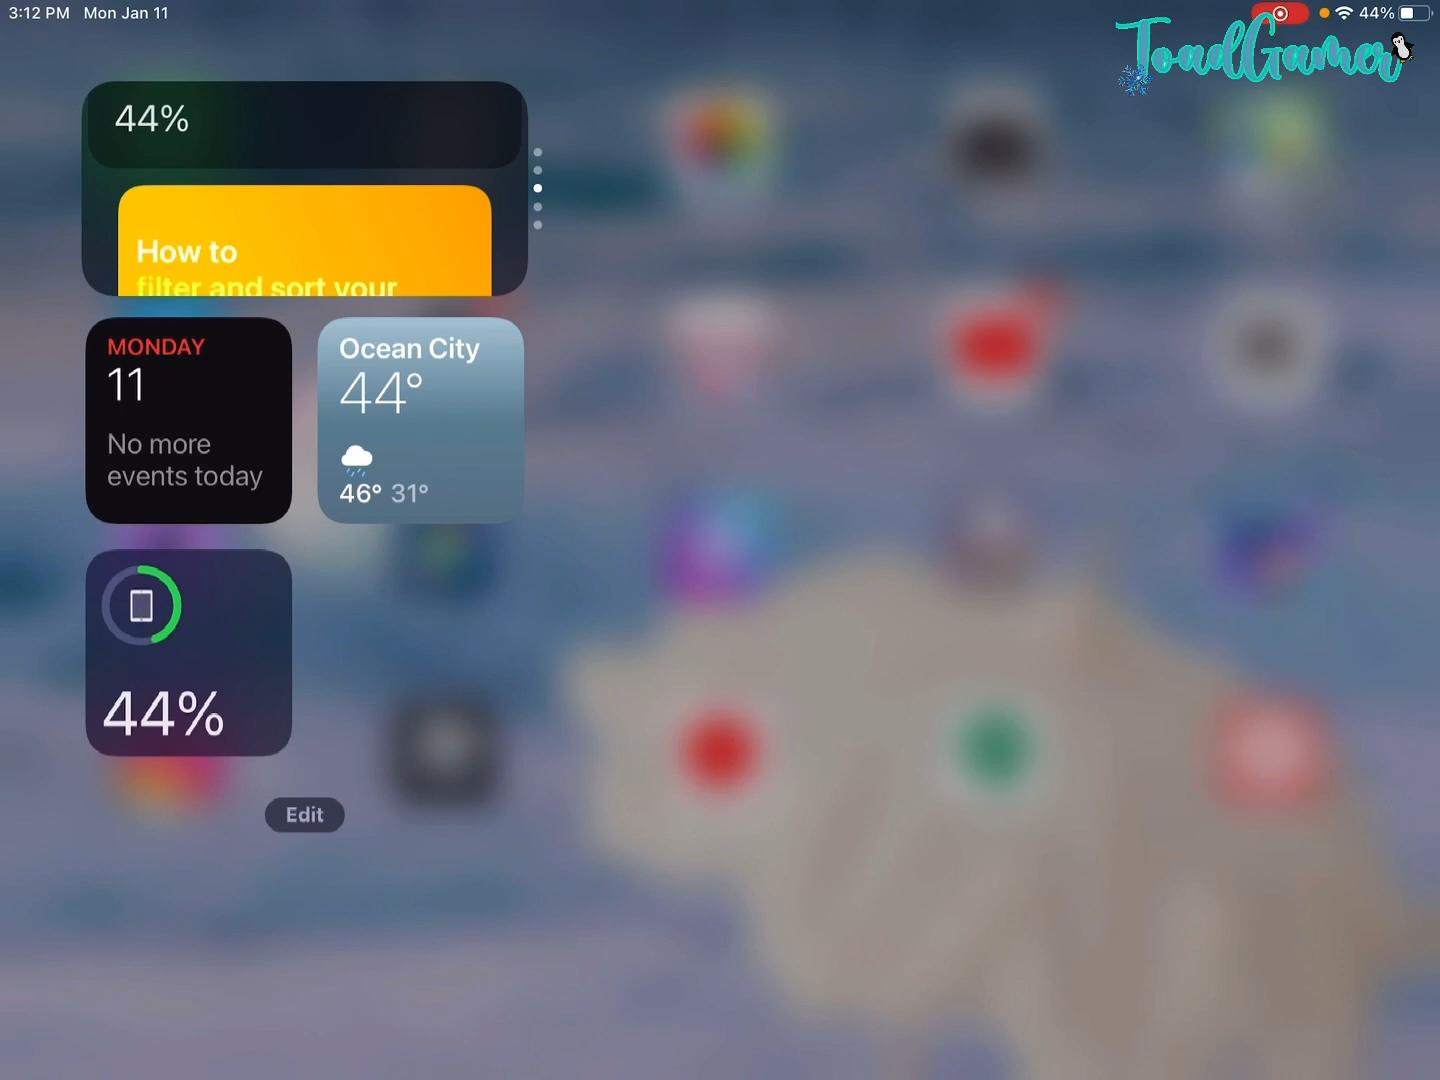 3:12 PM Mon Jan 11
44%
ToadGamer
44%
How to
filter and sort your
MONDAY
11
No more
events today
Ocean City
44°
46° 31°
44%
Edit